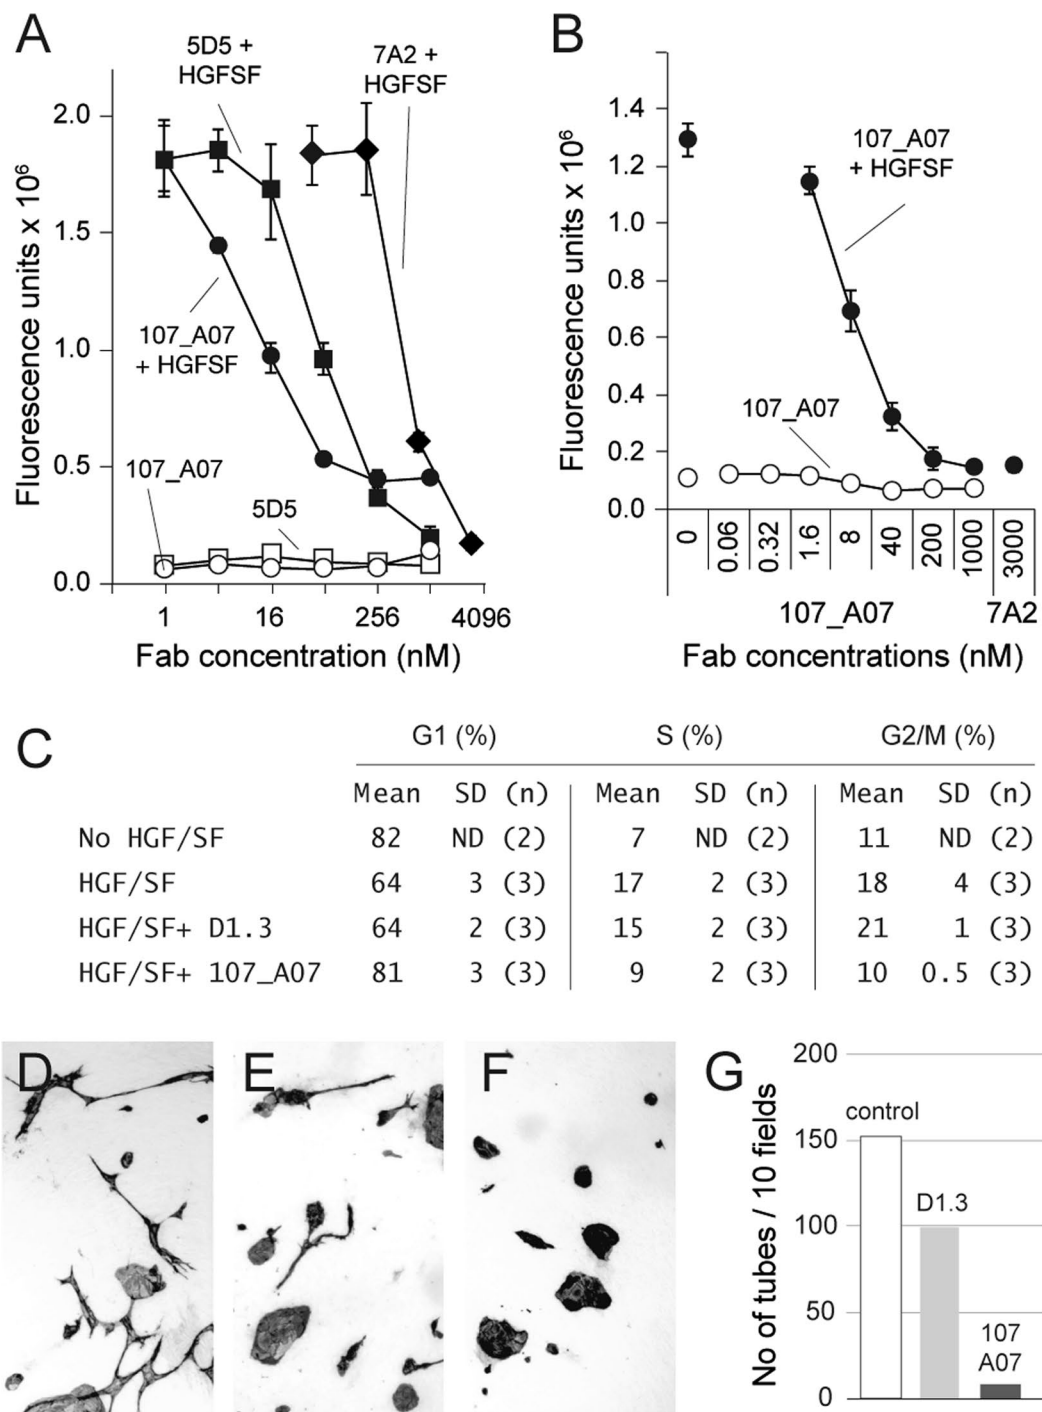 A
5D5 +
HGFSF
7A2 +
HGFSF
2.0
1.5
1.0
0.5
0.0
Fluorescence units x 10⁶
107_A07
+ HGFSF
107_A07
5D5
1 16 256 4096
Fab concentration (nM)
B
1.4
1.2
1.0
0.8
0.6
0.4
0.2
0.0
Fluorescence units x 10⁶
107_A07
+ HGFSF
107_A07
0 0.06 0.32 1.6 8 40 200 1000 3000
107_A07 7A2
Fab concentrations (nM)
C
G1 (%) S (%) G2/M (%)
Mean SD (n) Mean SD (n) Mean SD (n)
No HGF/SF 82 ND (2) 7 ND (2) 11 ND (2)
HGF/SF 64 3 (3) 17 2 (3) 18 4 (3)
HGF/SF+ D1.3 64 2 (3) 15 2 (3) 21 1 (3)
HGF/SF+ 107_A07 81 3 (3) 9 2 (3) 10 0.5 (3)
D
E
F
G
200
150
100
50
0
No of tubes / 10 fields
control
D1.3
107
A07